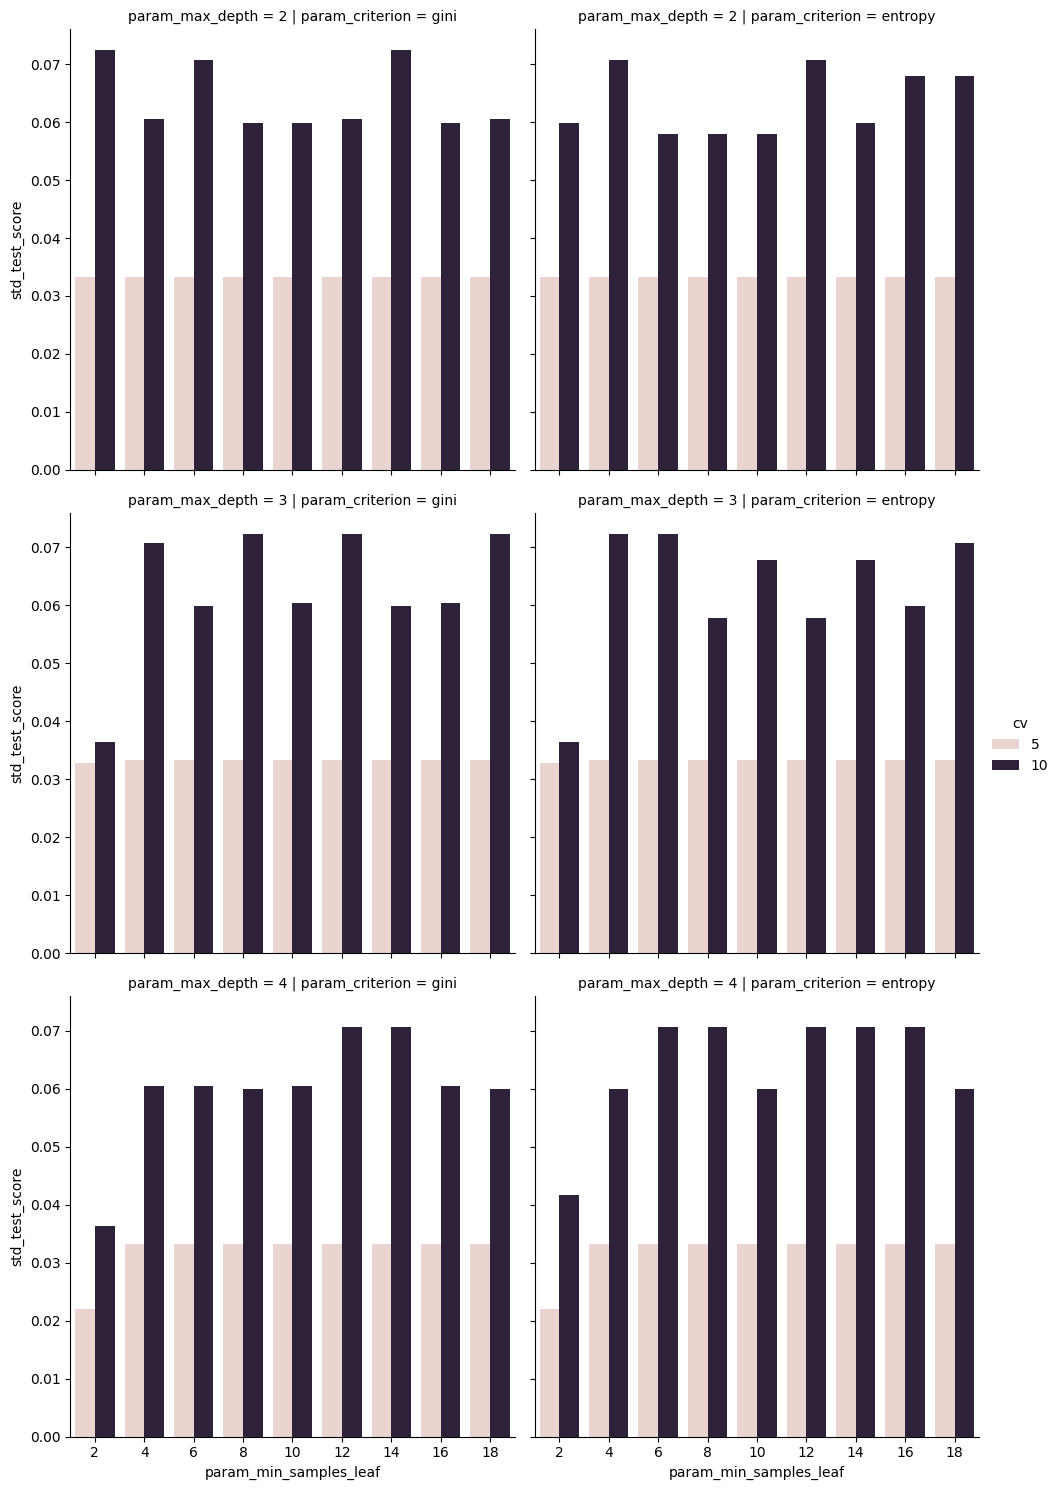 param_max_depth = 2 | param_criterion = gini
param_max_depth = 2 | param_criterion = entropy
0.07
0.06
0.05
0.04
0.03
0.02
0.01
0.00
std_test_score
param_max_depth = 3 | param_criterion = gini
param_max_depth = 3 | param_criterion = entropy
0.07
0.06
0.05
0.04
0.03
0.02
0.01
0.00
std_test_score
cv
5
10
param_max_depth = 4 | param_criterion = gini
param_max_depth = 4 | param_criterion = entropy
0.07
0.06
0.05
0.04
0.03
0.02
0.01
0.00
std_test_score
2 4 6 8 10 12 14 16 18
2 4 6 8 10 12 14 16 18
param_min_samples_leaf
param_min_samples_leaf